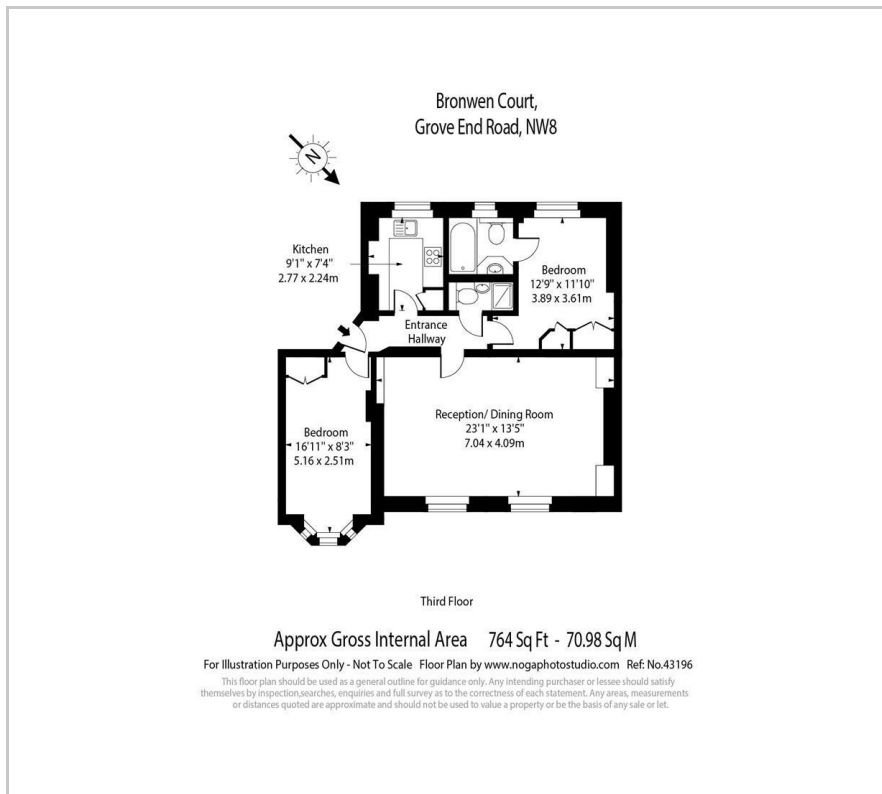 Bronwen Court,
Grove End Road, NW8
N
Kitchen
9'1" x 7'4"
2.77 x 2.24m
Bedroom
12'9" x 11'10"
3.89 x 3.61m
Entrance
Hallway
Reception/ Dining Room
23'1" x 13'5"
7.04 x 4.09m
Bedroom
16'11" x 8'3"
5.16 x 2.51m
Third Floor
Approx Gross Internal Area 764 Sq Ft - 70.98 Sq M
For Illustration Purposes Only - Not To Scale Floor Plan by www.nogaphotostudio.com Ref: No.43196
This floor plan should be used as a general outline for guidance only. Any intending purchaser or lessee should satisfy
themselves by inspection,searches, enquiries and full survey as to the correctness of each statement. Any areas, measurements
or distances quoted are approximate and should not be used to value a property or be the basis of any sale or let.